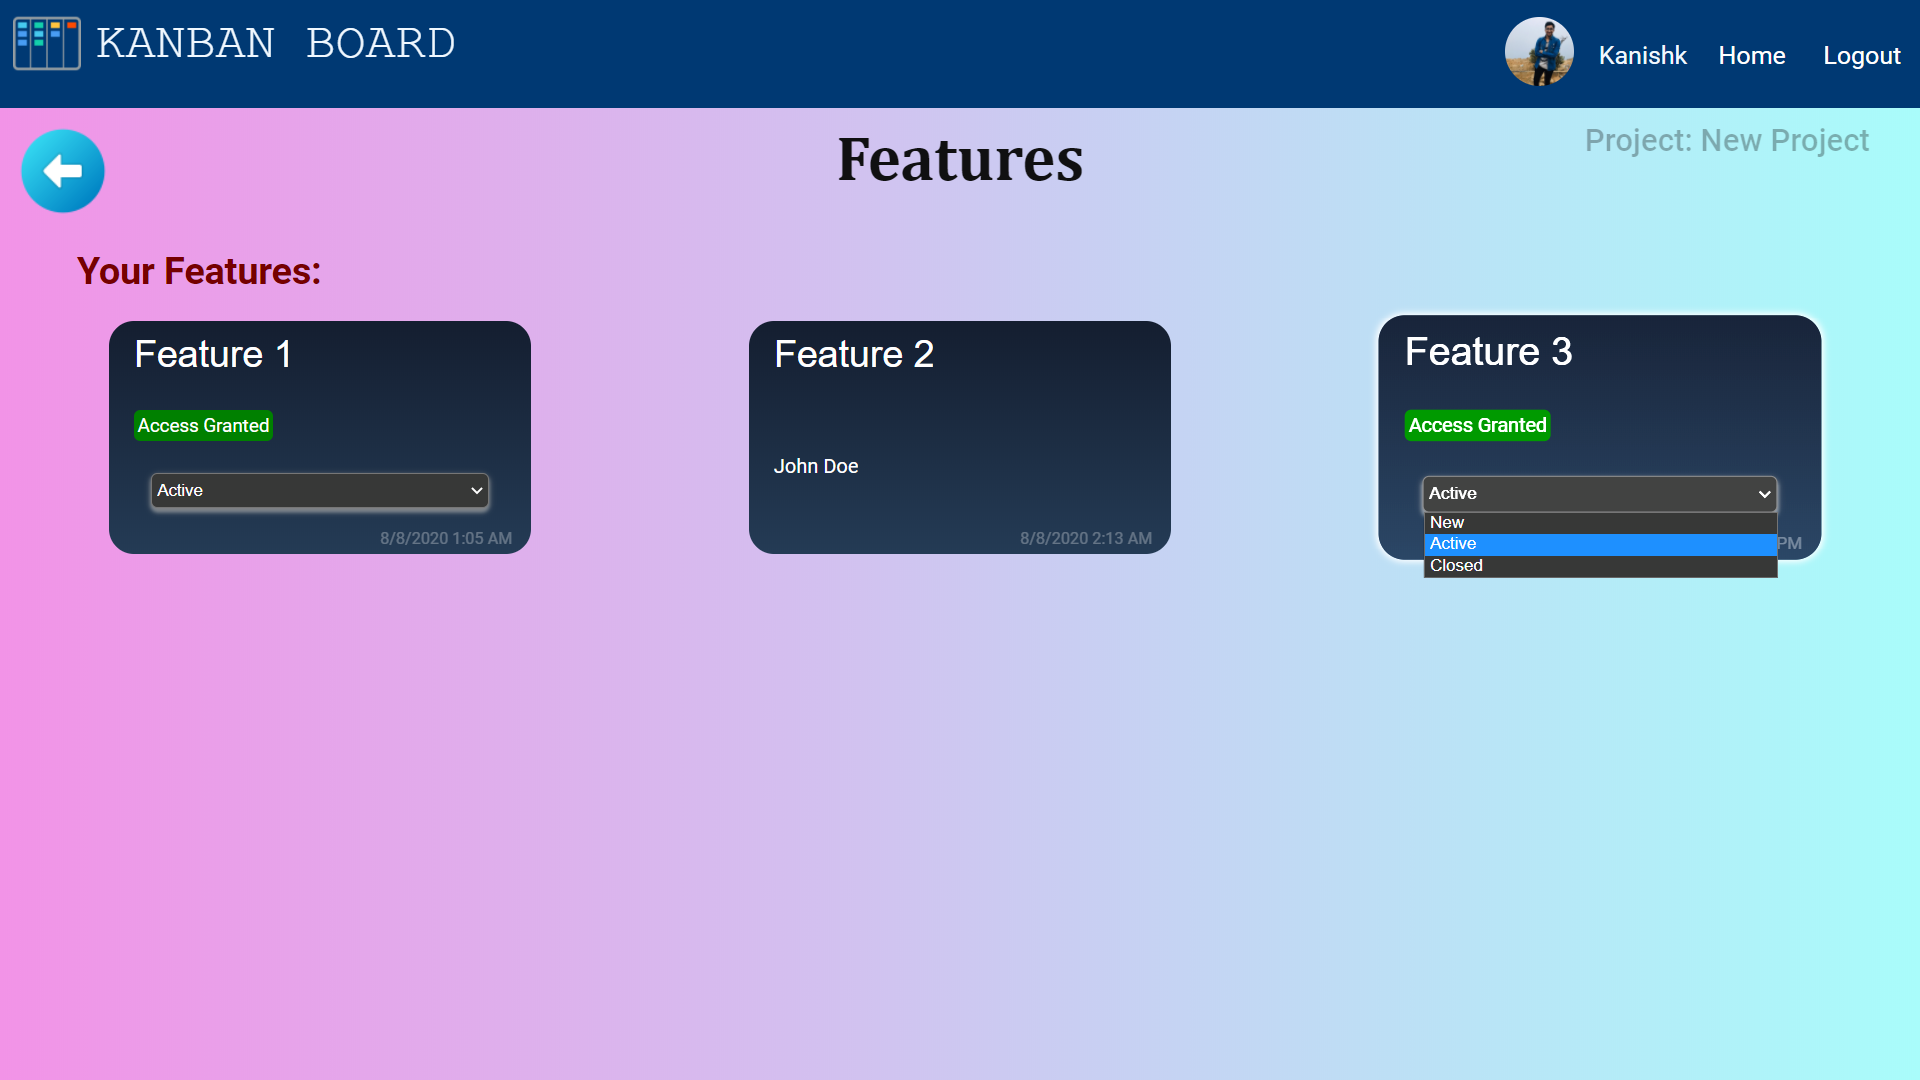 KANBAN BOARD
Kanishk Home Logout
Features
Project: New Project
Your Features:
Feature 1
Access Granted
Active
8/8/2020 1:05 AM
Feature 2
John Doe
8/8/2020 2:13 AM
Feature 3
Access Granted
Active
New
Active
Closed
PM